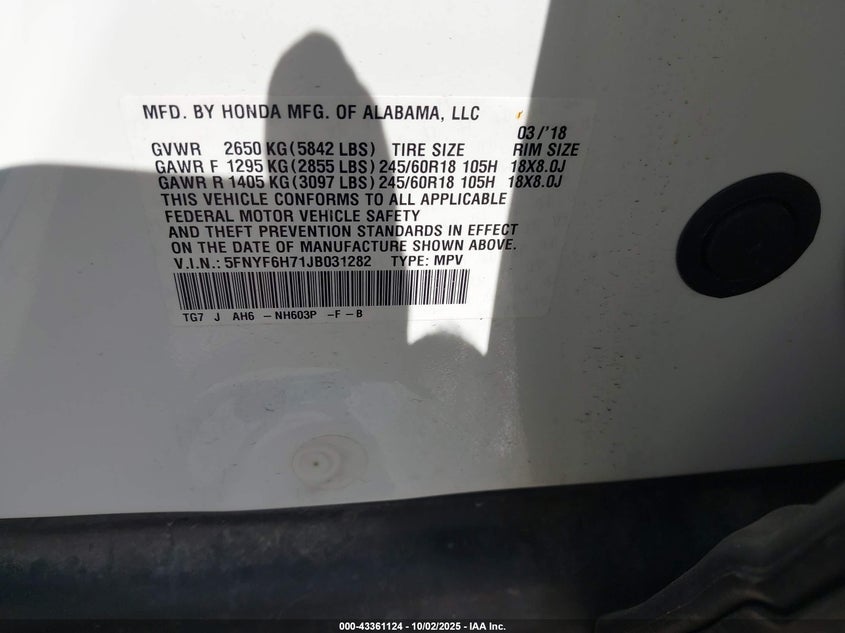 MFD. BY HONDA MFG. OF ALABAMA, LLC
03/'18
GVWR 2650 KG(5842 LBS) TIRE SIZE RIM SIZE
GAWR F 1295 KG(2855 LBS) 245/60R18 105H 18X8.0J
GAWR R 1405 KG(3097 LBS) 245/60R18 105H 18X8.0J
THIS VEHICLE CONFORMS TO ALL APPLICABLE
FEDERAL MOTOR VEHICLE SAFETY
AND THEFT PREVENTION STANDARDS IN EFFECT
ON THE DATE OF MANUFACTURE SHOWN ABOVE.
V.I.N.: 5FNYF6H71JB031282 TYPE: MPV
TG7 J AH6 -NH603P -F-B
000-43361124 - 10/02/2025 - IAA Inc.